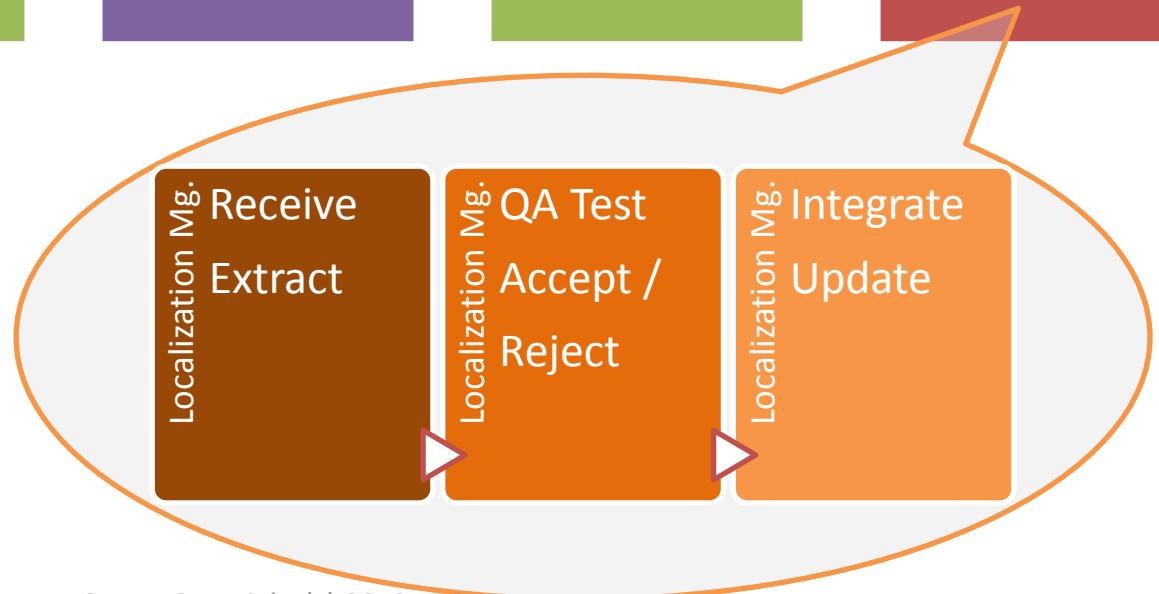 Localization Mg.
Receive
Extract
Localization Mg.
QA Test
Accept /
Reject
Localization Mg.
Integrate
Update